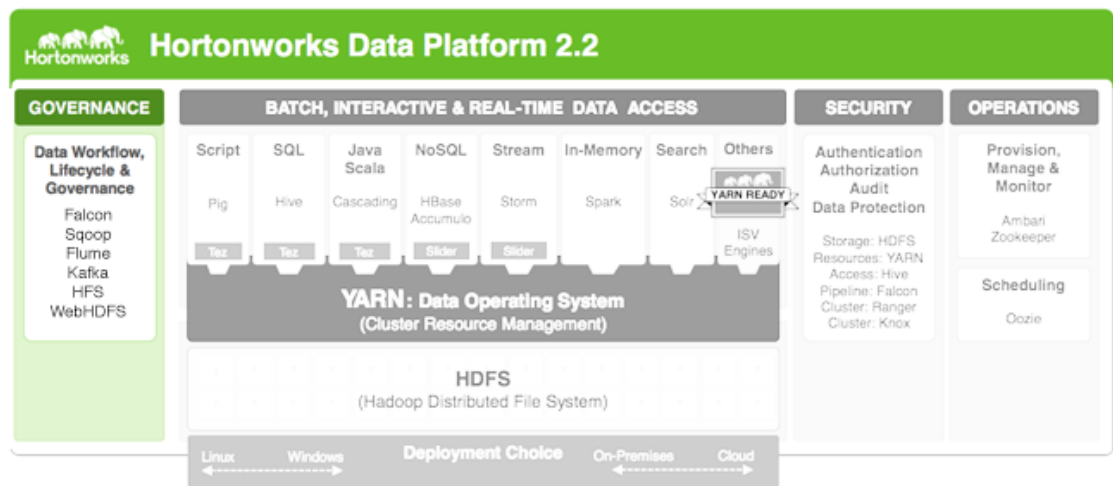 Hortonworks
Hortonworks Data Platform 2.2
GOVERNANCE
Data Workflow,
Lifecycle &
Governance
Falcon
Sqoop
Flume
Kafka
HFS
WebHDFS
BATCH, INTERACTIVE & REAL-TIME DATA ACCESS
Script
Pig
Tez
SQL
Hive
Tez
Java
Scala
Cascading
Tez
NoSQL
HBase
Accumulo
Slider
Stream
Storm
Slider
In-Memory
Spark
Search
Solr
Others
YARN READY
ISV
Engines
YARN : Data Operating System
(Cluster Resource Management)
HDFS
(Hadoop Distributed File System)
Deployment Choice
Linux
Windows
On-Premises
Cloud
SECURITY
Authentication
Authorization
Audit
Data Protection
Storage: HDFS
Resources: YARN
Access: Hive
Pipeline: Falcon
Cluster: Ranger
Cluster: Knox
OPERATIONS
Provision,
Manage &
Monitor
Ambari
Zookeeper
Scheduling
Oozie